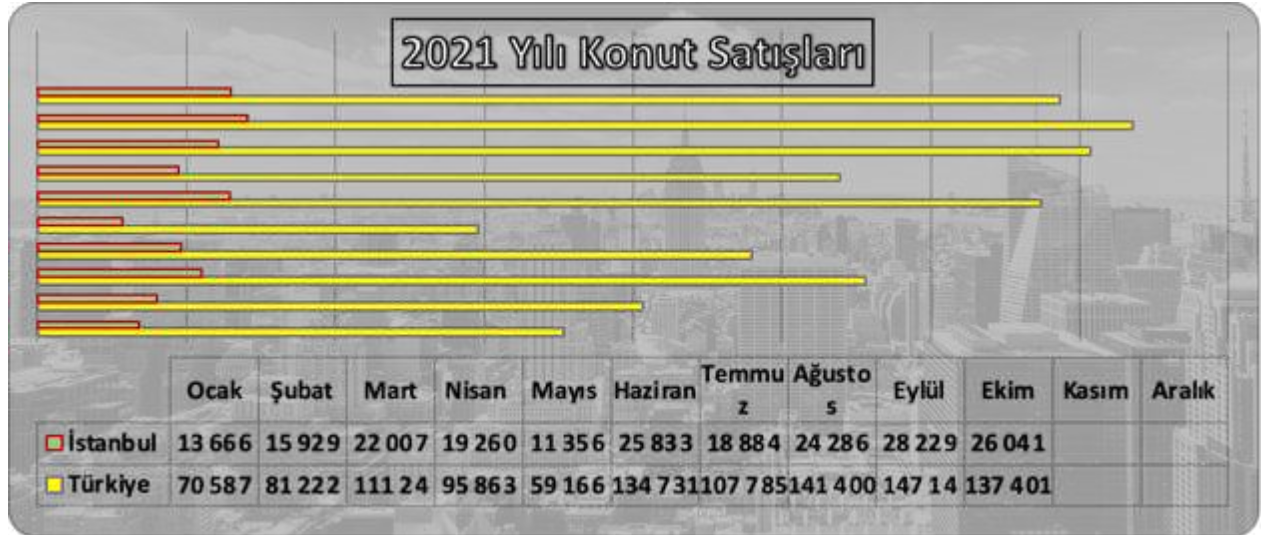 2021 Yılı Konut Satışları
Ocak Şubat Mart Nisan Mayıs Haziran Temmu Ağusto Eylül Ekim Kasım Aralık
z s
İstanbul 13 666 15 929 22 007 19 260 11 356 25 833 18 884 24 286 28 229 26 041
Türkiye 70 587 81 222 111 24 95 863 59 166 134 731 107 785 141 400 147 14 137 401